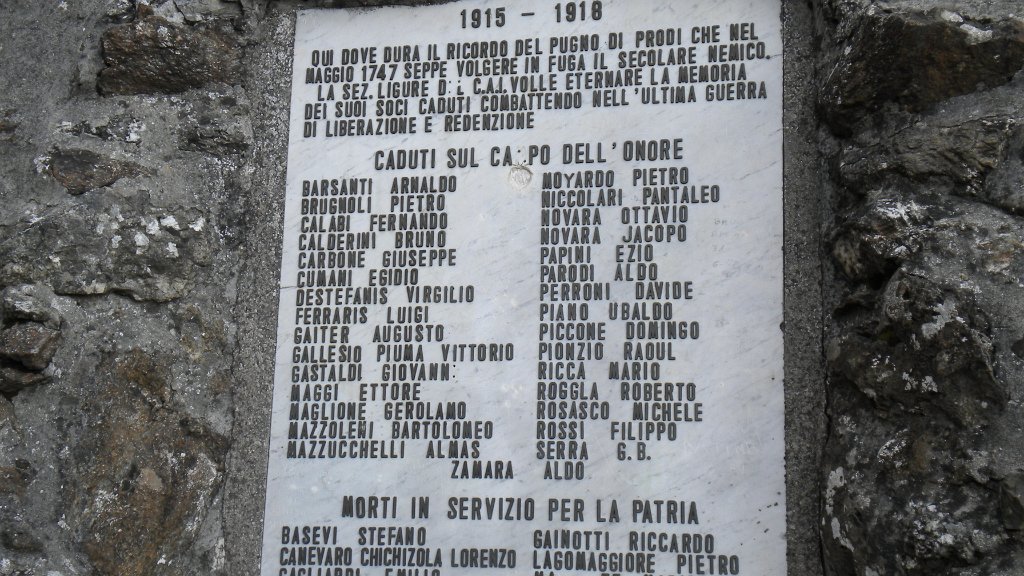 1915 - 1918
QUI DOVE DURA IL RICORDO DEL PUGNO DI PRODI CHE NEL
MAGGIO 1747 SEPPE VOLGERE IN FUGA IL SECOLARE NEMICO.
LA SEZ. LIGURE C.A.I. VOLLE ETERNARE LA MEMORIA
DEI SUOI SOCI CADUTI COMBATTENDO NELL'ULTIMA GUERRA
DI LIBERAZIONE E REDENZIONE
CADUTI SUL CA PO DELL'ONORE
BARSANTI ARNALDO
BRUGNOLI PIETRO
CALABI FERNANDO
CALDERINI BRUNO
CARBONE GIUSEPPE
CUMANI EGIDIO
DESTEFANIS VIRGILIO
FERRARIS LUIGI
GAITER AUGUSTO
GALLESIO PIUMA VITTORIO
GASTALDI GIOVANN
MAGGI ETTORE
MAGLIONE GEROLAMO
MAZZOLENI BARTOLOMEO
MAZZUCCHELLI ALMAS
MOYARDO PIETRO
NICCOLARI PANTALEO
NOVARA OTTAVIO
NOVARA JACOPO
PAPINI EZIO
PARODI ALDO
PERRONI DAVIDE
PIANO UBALDO
PICCONE DOMINGO
PIONZIO RAOUL
RICCA MARIO
ROGGLA ROBERTO
ROSASCO MICHELE
ROSSI FILIPPO
SERRA G.B.
ZAMARA ALDO
MORTI IN SERVIZIO PER LA PATRIA
BASEVI STEFANO
CANEVARO CHICHIZOLA LORENZO
GAGLIARDI EMILIO
GAINOTTI RICCARDO
LAGOMAGGIORE PIETRO